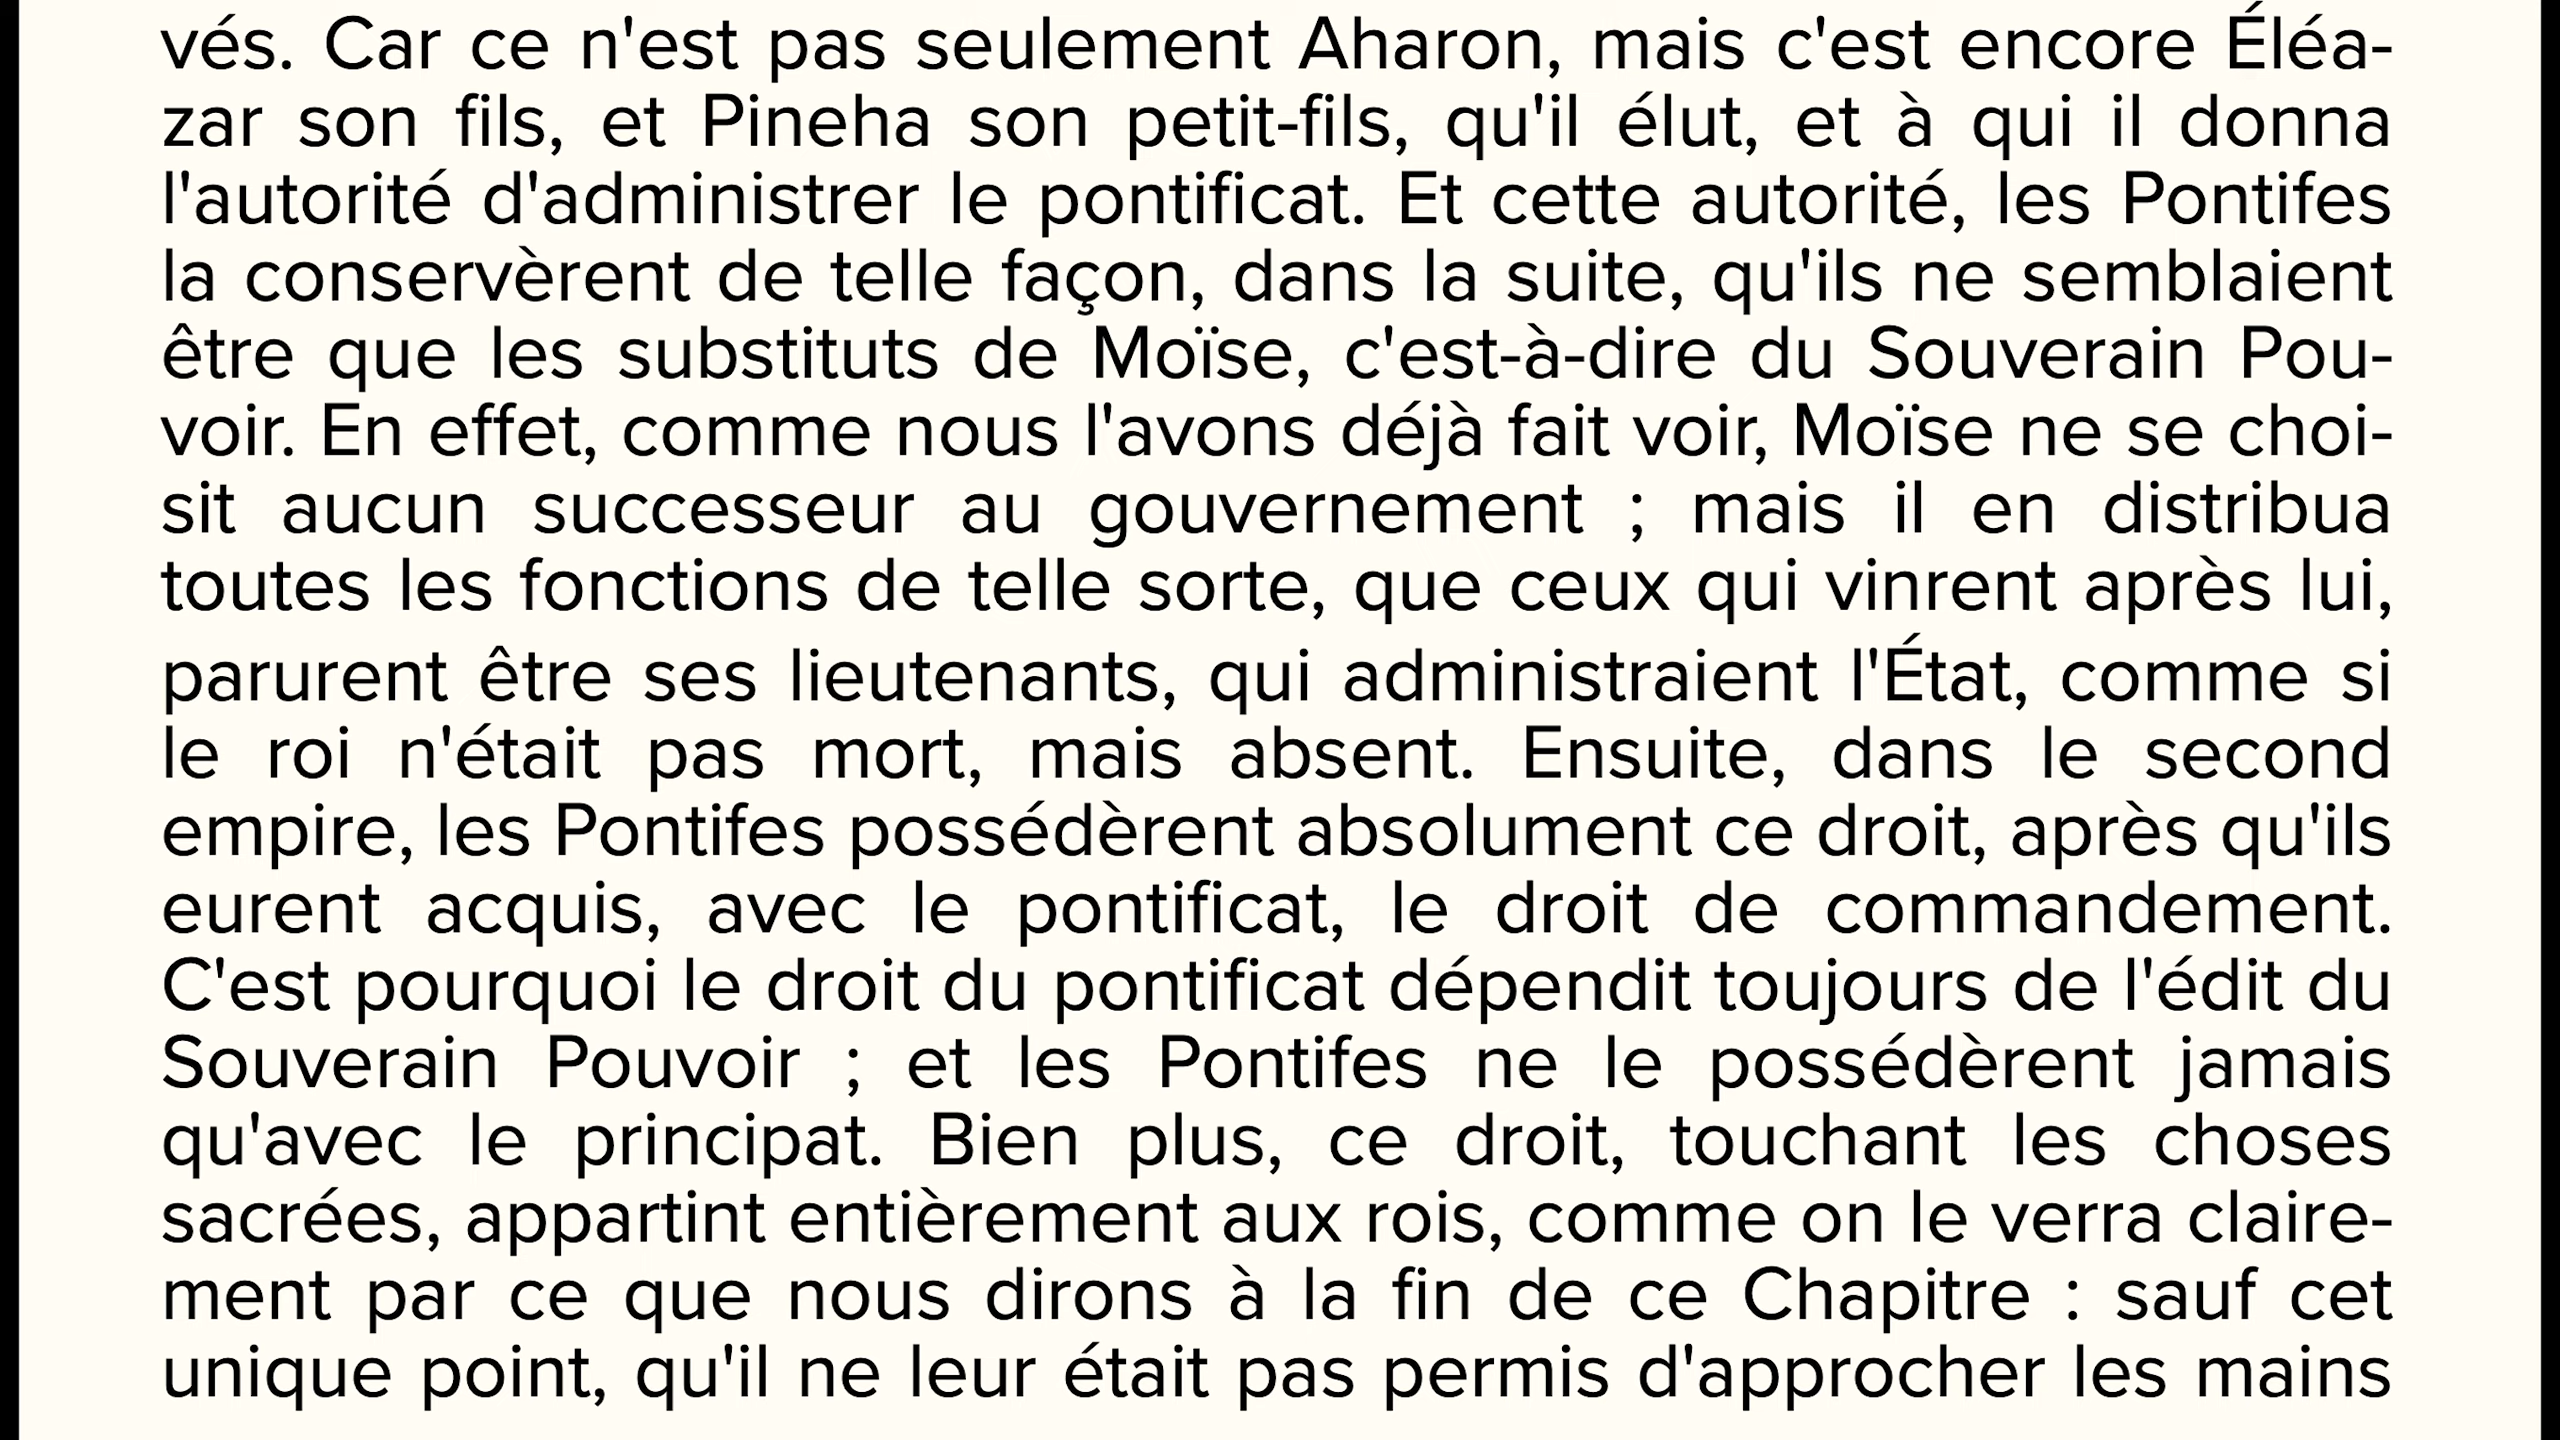 vés. Car ce n'est pas seulement Aharon, mais c'est encore Éléa-
zar son fils, et Pineha son petit-fils, qu'il élut, et à qui il donna
l'autorité d'administrer le pontificat. Et cette autorité, les Pontifes
la conservèrent de telle façon, dans la suite, qu'ils ne semblaient
être que les substituts de Moïse, c'est-à-dire du Souverain Pou-
voir. En effet, comme nous l'avons déjà fait voir, Moïse ne se choi-
sit aucun successeur au gouvernement ; mais il en distribua
toutes les fonctions de telle sorte, que ceux qui vinrent après lui,
parurent être ses lieutenants, qui administraient l'État, comme si
le roi n'était pas mort, mais absent. Ensuite, dans le second
empire, les Pontifes possédèrent absolument ce droit, après qu'ils
eurent acquis, avec le pontificat, le droit de commandement.
C'est pourquoi le droit du pontificat dépendit toujours de l'édit du
Souverain Pouvoir ; et les Pontifes ne le possédèrent jamais
qu'avec le principat. Bien plus, ce droit, touchant les choses
sacrées, appartint entièrement aux rois, comme on le verra claire-
ment par ce que nous dirons à la fin de ce Chapitre : sauf cet
unique point, qu'il ne leur était pas permis d'approcher les mains